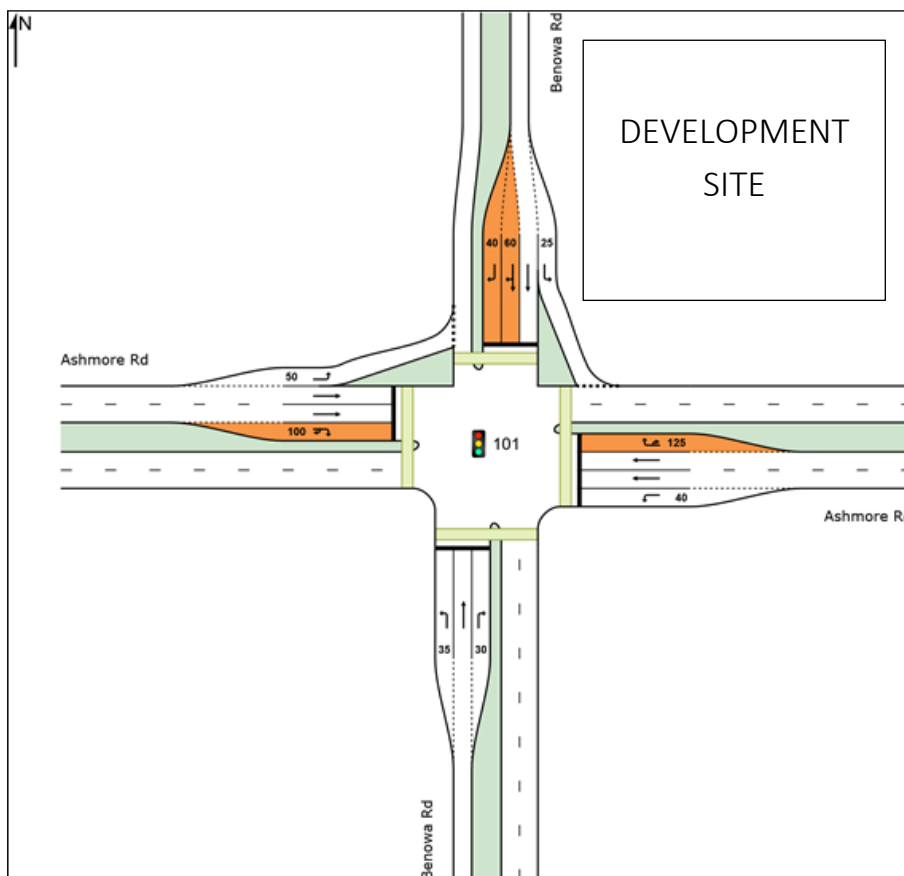 N
Benowa Rd
DEVELOPMENT
SITE
40
60
25
Ashmore Rd
50
100
101
125
40
Ashmore R
35
30
Benowa Rd